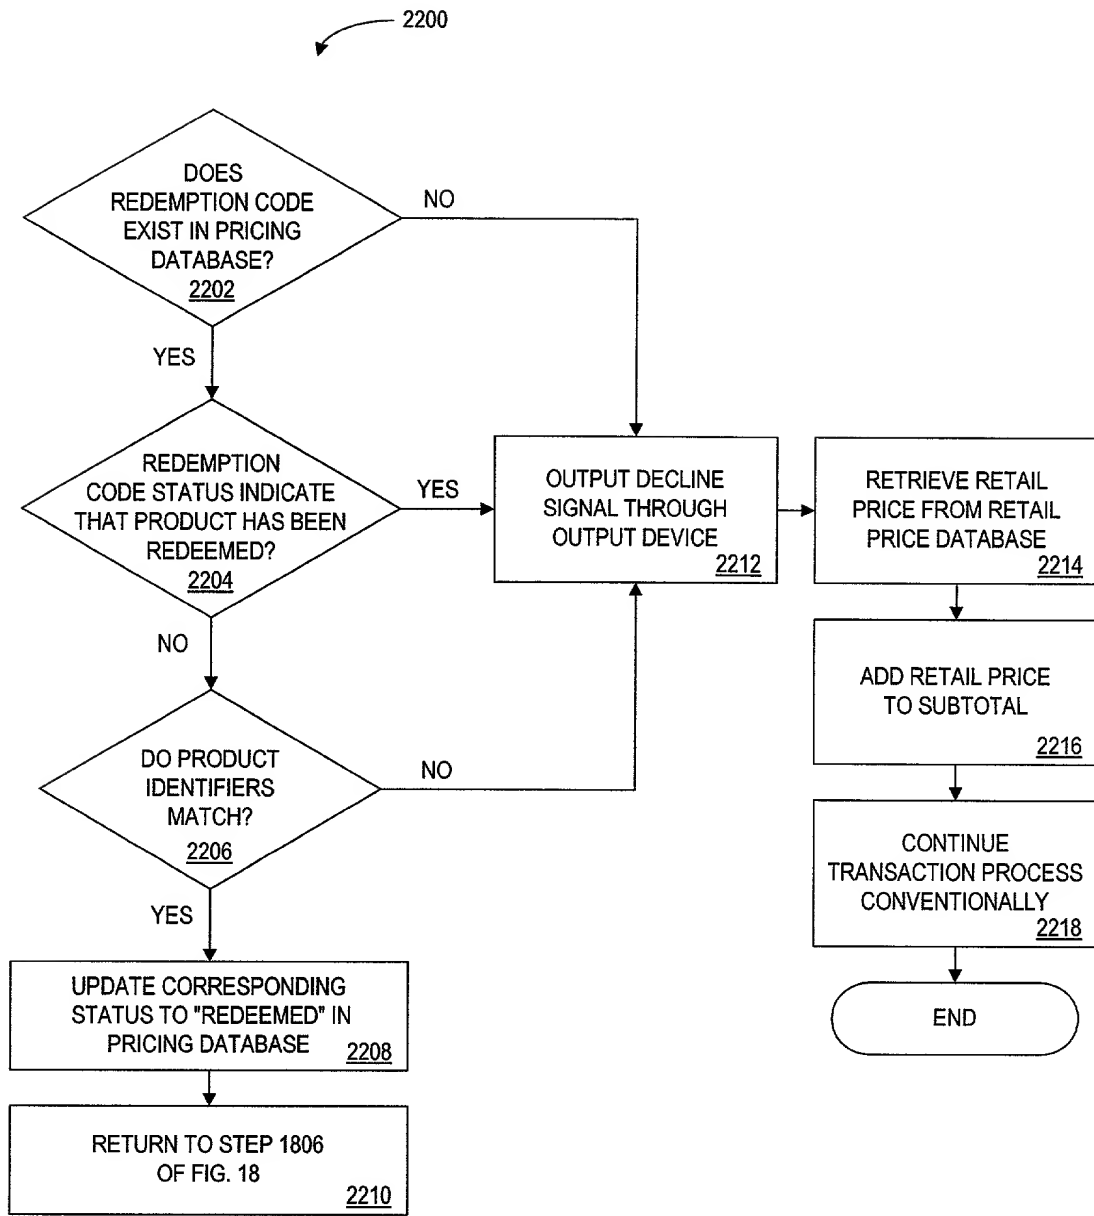 2200
DOES
REDEMPTION CODE
EXIST IN PRICING
DATABASE?
2202
NO
YES
REDEMPTION
CODE STATUS INDICATE
THAT PRODUCT HAS BEEN
REDEEMED?
2204
YES
NO
OUTPUT DECLINE
SIGNAL THROUGH
OUTPUT DEVICE
2212
RETRIEVE RETAIL
PRICE FROM RETAIL
PRICE DATABASE
2214
ADD RETAIL PRICE
TO SUBTOTAL
2216
DO PRODUCT
IDENTIFIERS
MATCH?
2206
NO
YES
CONTINUE
TRANSACTION PROCESS
CONVENTIONALLY
2218
END
UPDATE CORRESPONDING
STATUS TO "REDEEMED" IN
PRICING DATABASE
2208
RETURN TO STEP 1806
OF FIG. 18
2210